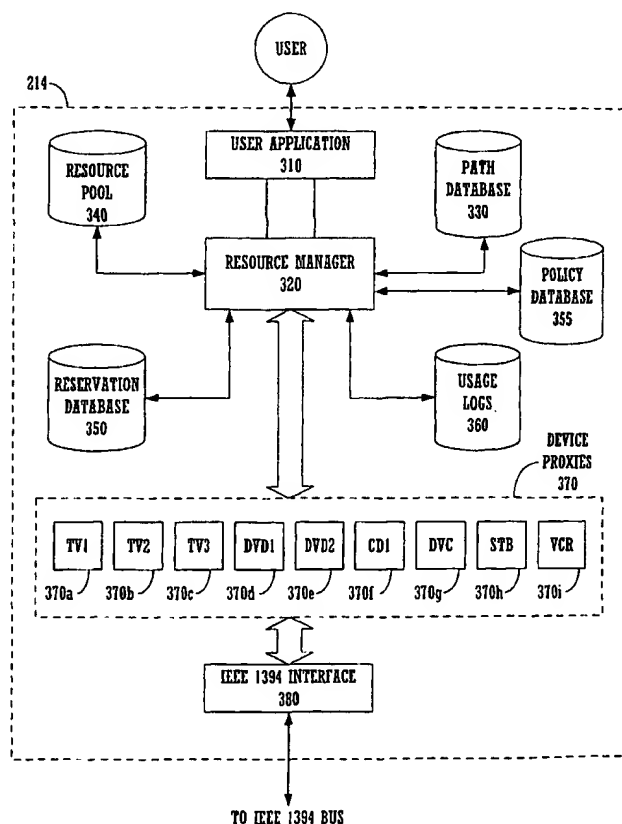 USER
214
USER APPLICATION
310
RESOURCE
POOL
340
PATH
DATABASE
330
RESOURCE MANAGER
320
POLICY
DATABASE
355
RESERVATION
DATABASE
350
USAGE
LOGS
360
DEVICE
PROXIES
370
TV1
TV2
TV3
DVD1
DVD2
CD1
DVC
STB
VCR
370a
370b
370c
370d
370e
370f
370g
370h
370i
IEEE 1394 INTERFACE
380
TO IEEE 1394 BUS